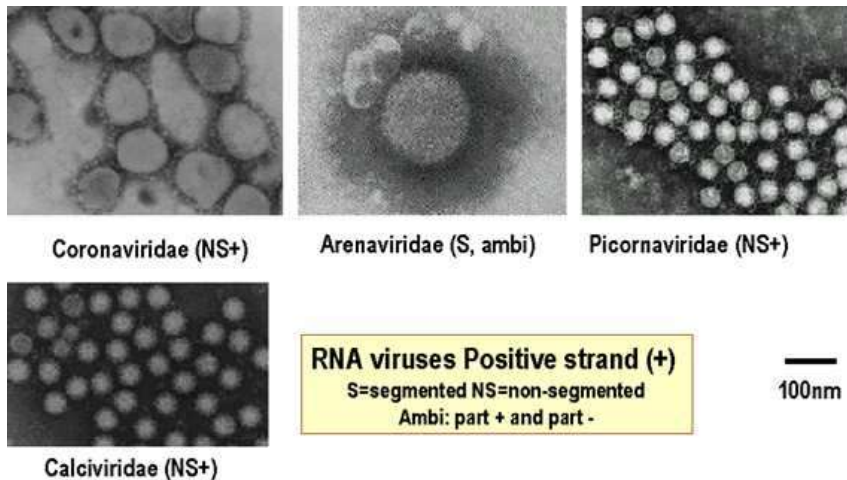 Coronaviridae (NS+)
Arenaviridae (S, ambi)
Picornaviridae (NS+)
RNA viruses Positive strand (+)
S=segmented NS=non-segmented
Ambi: part + and part -
100nm
Calciviridae (NS+)